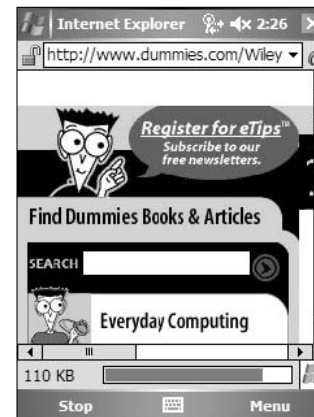 Internet Explorer 2:26
http://www.dummies.com/Wiley
Register for eTips™
Subscribe to our
free newsletters.
Find Dummies Books & Articles
SEARCH
Everyday Computing
110 KB
Stop Menu